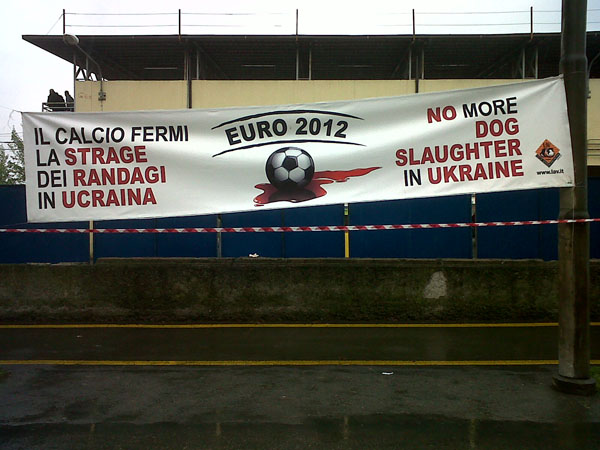 IL CALCIO FERMI
LA STRAGE
DEI RANDAGI
IN UCRAINA
EURO 2012
NO MORE
DOG
SLAUGHTER
IN UKRAINE
www.lav.it